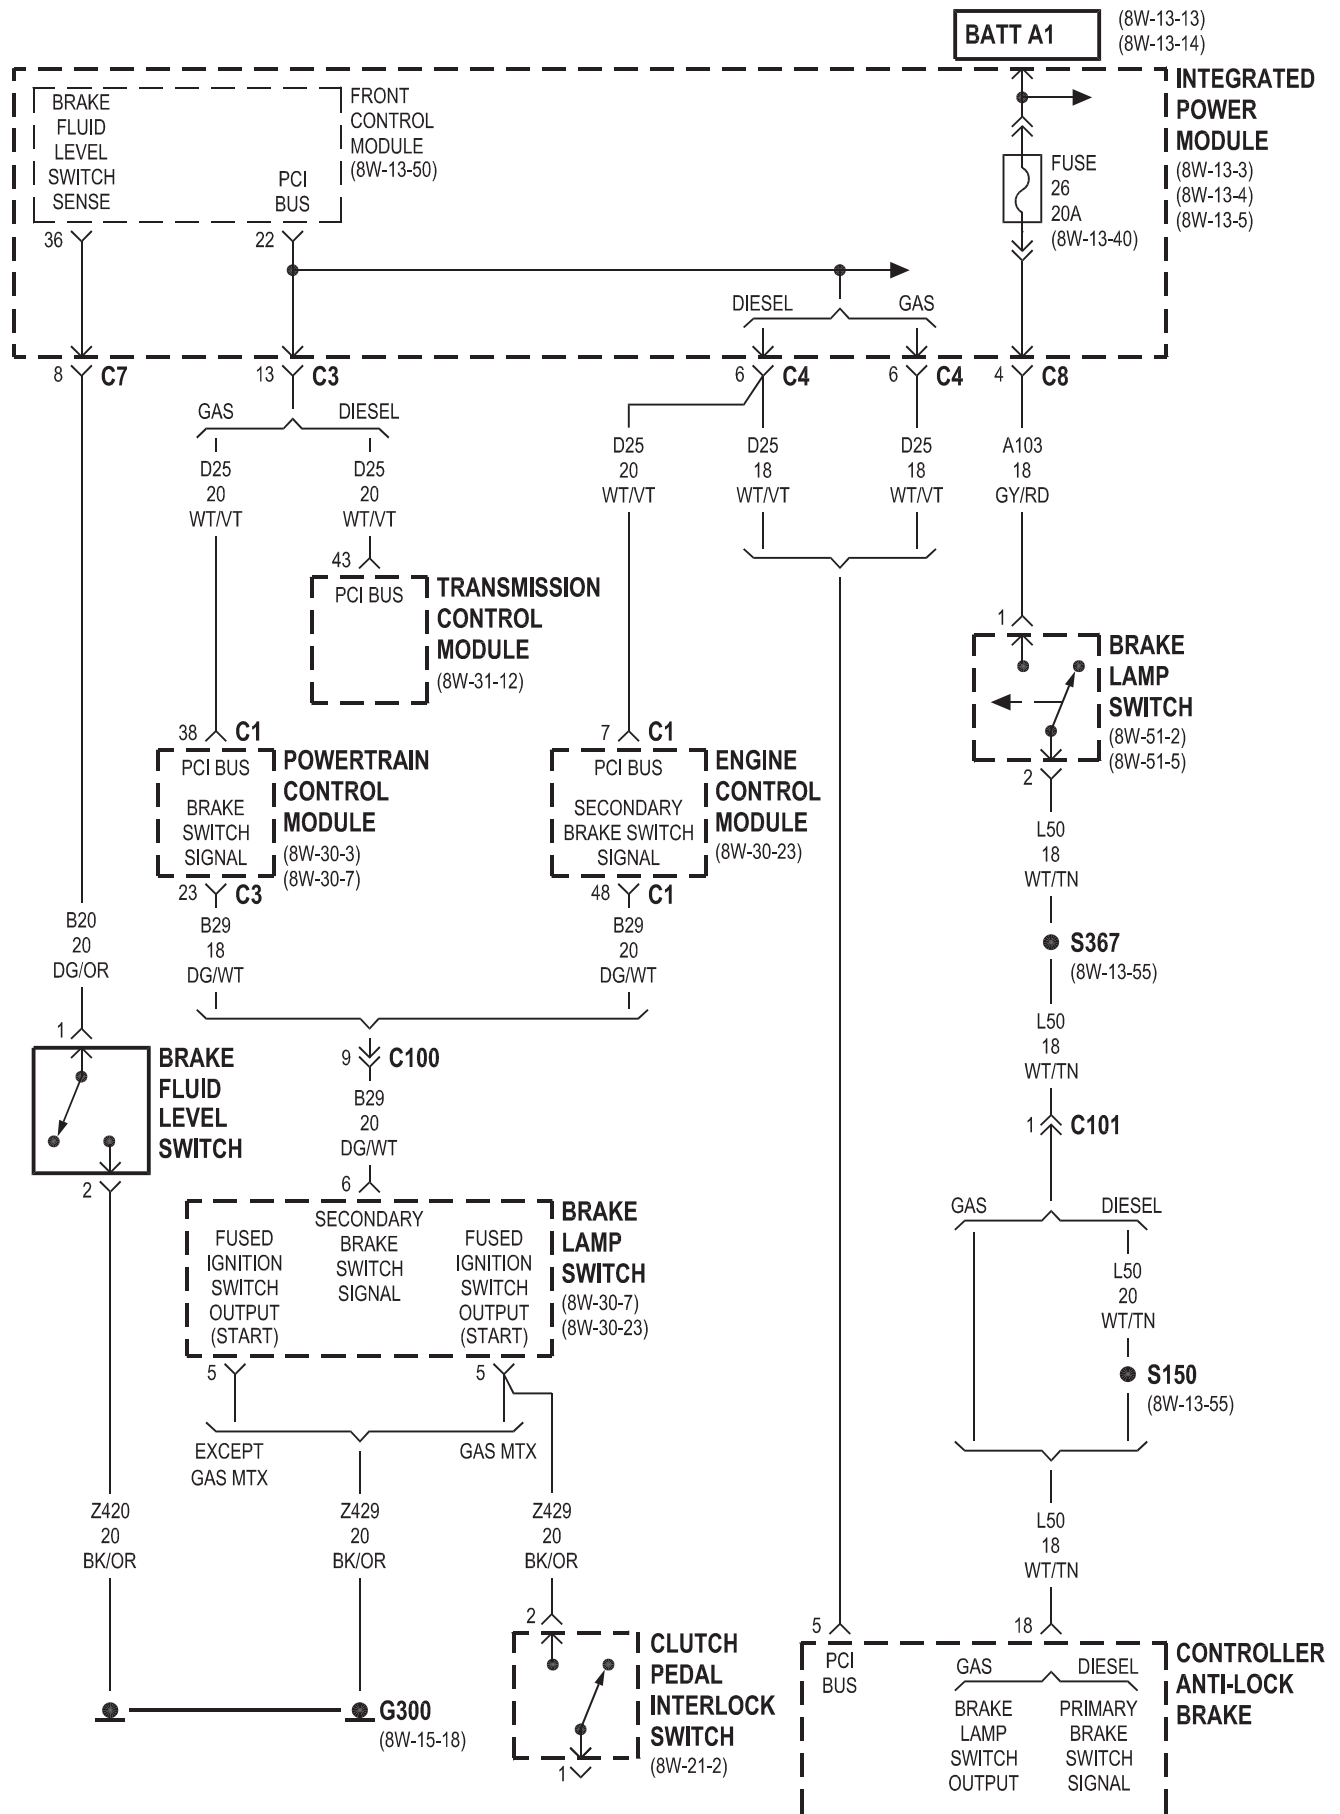 BATT A1
(8W-13-13)
(8W-13-14)
INTEGRATED
POWER
MODULE
(8W-13-3)
(8W-13-4)
(8W-13-5)
BRAKE
FLUID
LEVEL
SWITCH
SENSE
PCI
BUS
FRONT
CONTROL
MODULE
(8W-13-50)
FUSE
26
20A
(8W-13-40)
36
22
DIESEL
GAS
8
C7
13
C3
6
C4
6
C4
4
C8
GAS
DIESEL
D25
20
WT/VT
D25
20
WT/VT
D25
20
WT/VT
D25
18
WT/VT
D25
18
WT/VT
A103
18
GY/RD
43
PCI BUS
TRANSMISSION
CONTROL
MODULE
(8W-31-12)
1
BRAKE
LAMP
SWITCH
(8W-51-2)
(8W-51-5)
2
38
C1
PCI BUS
BRAKE
SWITCH
SIGNAL
POWERTRAIN
CONTROL
MODULE
(8W-30-3)
(8W-30-7)
23
C3
7
C1
PCI BUS
SECONDARY
BRAKE SWITCH
SIGNAL
ENGINE
CONTROL
MODULE
(8W-30-23)
48
C1
L50
18
WT/TN
B20
20
DG/OR
B29
18
DG/WT
B29
20
DG/WT
S367
(8W-13-55)
L50
18
WT/TN
1
BRAKE
FLUID
LEVEL
SWITCH
2
9
C100
B29
20
DG/WT
1
C101
6
SECONDARY
BRAKE
SWITCH
SIGNAL
FUSED
IGNITION
SWITCH
OUTPUT
(START)
FUSED
IGNITION
SWITCH
OUTPUT
(START)
BRAKE
LAMP
SWITCH
(8W-30-7)
(8W-30-23)
5
5
GAS
DIESEL
L50
20
WT/TN
S150
(8W-13-55)
EXCEPT
GAS MTX
GAS MTX
Z420
20
BK/OR
Z429
20
BK/OR
Z429
20
BK/OR
L50
18
WT/TN
2
CLUTCH
PEDAL
INTERLOCK
SWITCH
(8W-21-2)
1
G300
(8W-15-18)
5
18
PCI
BUS
GAS
DIESEL
BRAKE
LAMP
SWITCH
OUTPUT
PRIMARY
BRAKE
SWITCH
SIGNAL
CONTROLLER
ANTI-LOCK
BRAKE